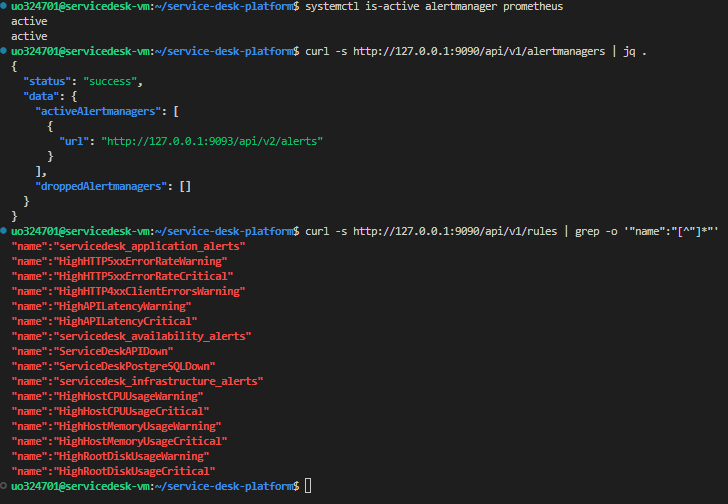 uo324701@servicedesk-vm:~/service-desk-platform$ systemctl is-active alertmanager prometheus
active
active
uo324701@servicedesk-vm:~/service-desk-platform$ curl -s http://127.0.0.1:9090/api/v1/alertmanagers | jq .
{
  "status": "success",
  "data": {
    "activeAlertmanagers": [
      {
        "url": "http://127.0.0.1:9093/api/v2/alerts"
      }
    ],
    "droppedAlertmanagers": []
  }
}
uo324701@servicedesk-vm:~/service-desk-platform$ curl -s http://127.0.0.1:9090/api/v1/rules | grep -o '"name":"[^"]*"'
"name":"servicedesk_application_alerts"
"name":"HighHTTP5xxErrorRateWarning"
"name":"HighHTTP5xxErrorRateCritical"
"name":"HighHTTP4xxClientErrorsWarning"
"name":"HighAPILatencyWarning"
"name":"HighAPILatencyCritical"
"name":"servicedesk_availability_alerts"
"name":"ServiceDeskAPIDown"
"name":"ServiceDeskPostgreSQLDown"
"name":"servicedesk_infrastructure_alerts"
"name":"HighHostCPUUsageWarning"
"name":"HighHostCPUUsageCritical"
"name":"HighHostMemoryUsageWarning"
"name":"HighHostMemoryUsageCritical"
"name":"HighRootDiskUsageWarning"
"name":"HighRootDiskUsageCritical"
uo324701@servicedesk-vm:~/service-desk-platform$